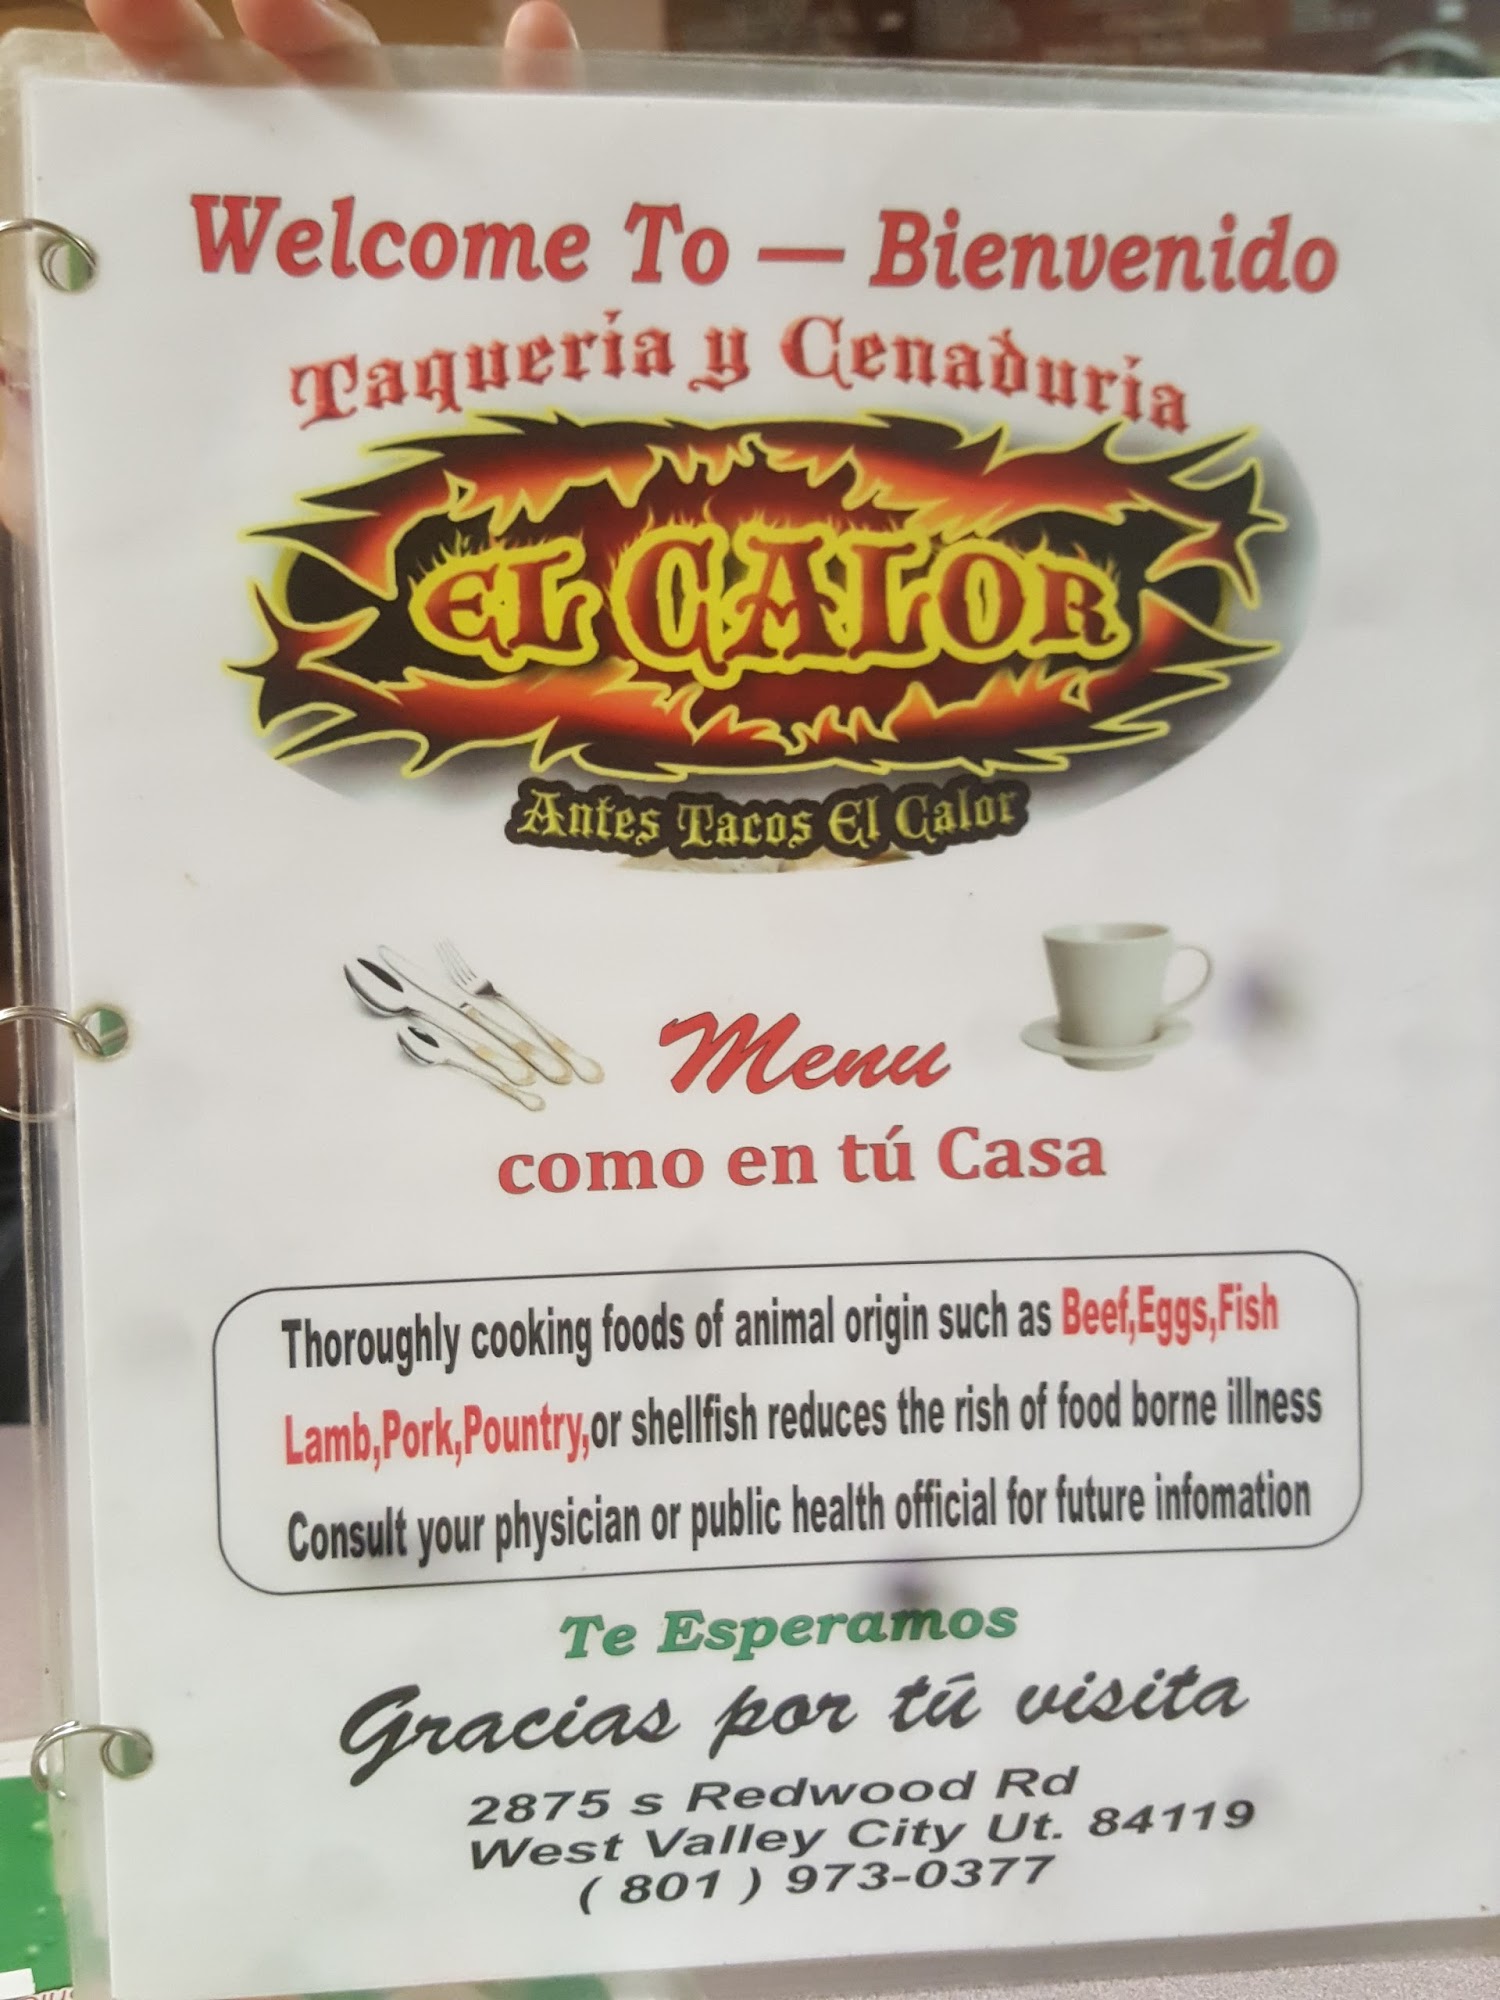 Welcome To — Bienvenido
Taquería y Cenaduría
EL CALOR
Antes Tacos El Calor
Menu
como en tú Casa
Thoroughly cooking foods of animal origin such as Beef,Eggs,Fish
Lamb,Pork,Pountry,or shellfish reduces the rish of food borne illness
Consult your physician or public health official for future infomation
Te Esperamos
Gracias por tú visita
2875 s Redwood Rd
West Valley City Ut. 84119
( 801 ) 973-0377